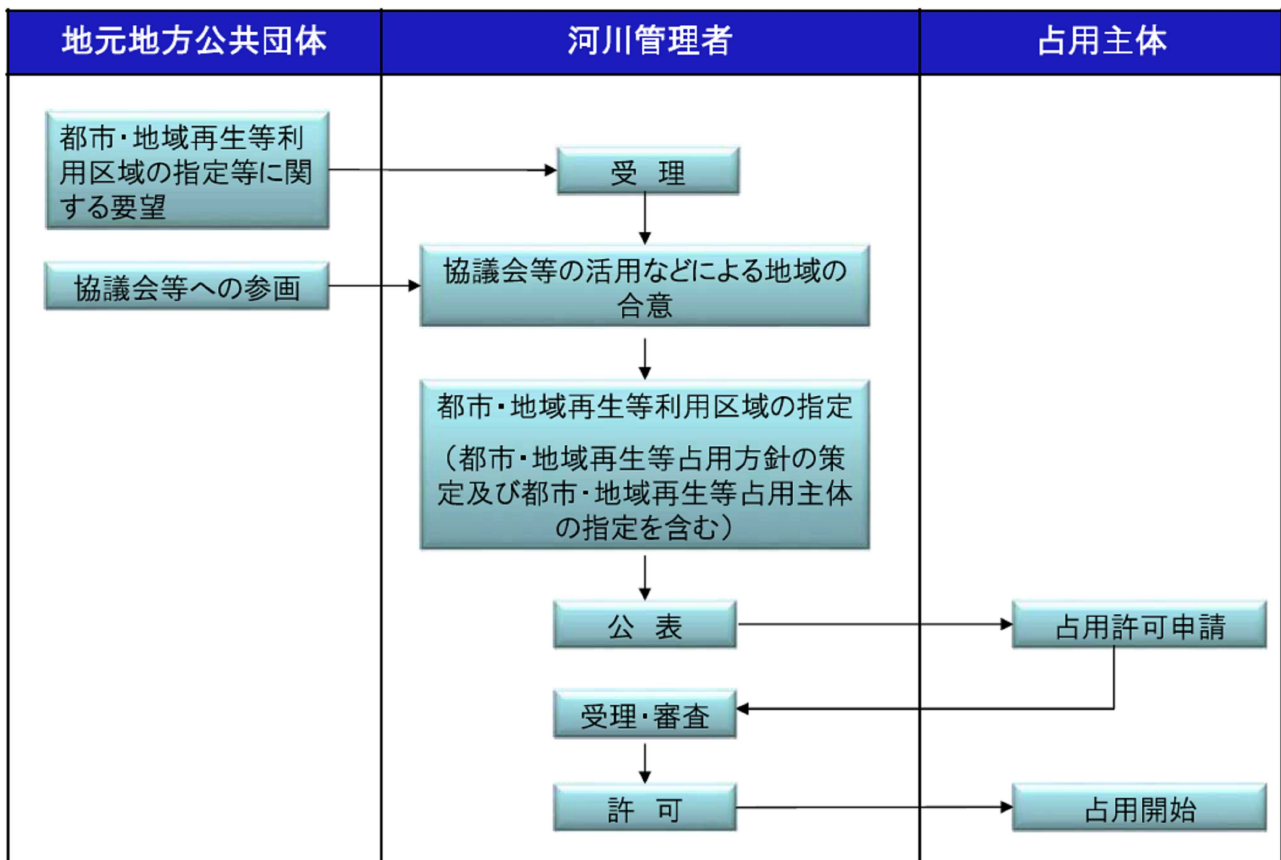 地元地方公共団体
河川管理者
占用主体
都市・地域再生等利
用区域の指定等に関
する要望
受 理
協議会等への参画
協議会等の活用などによる地域の
合意
都市・地域再生等利用区域の指定
（都市・地域再生等占用方針の策
定及び都市・地域再生等占用主体
の指定を含む）
公 表
占用許可申請
受理・審査
許 可
占用開始